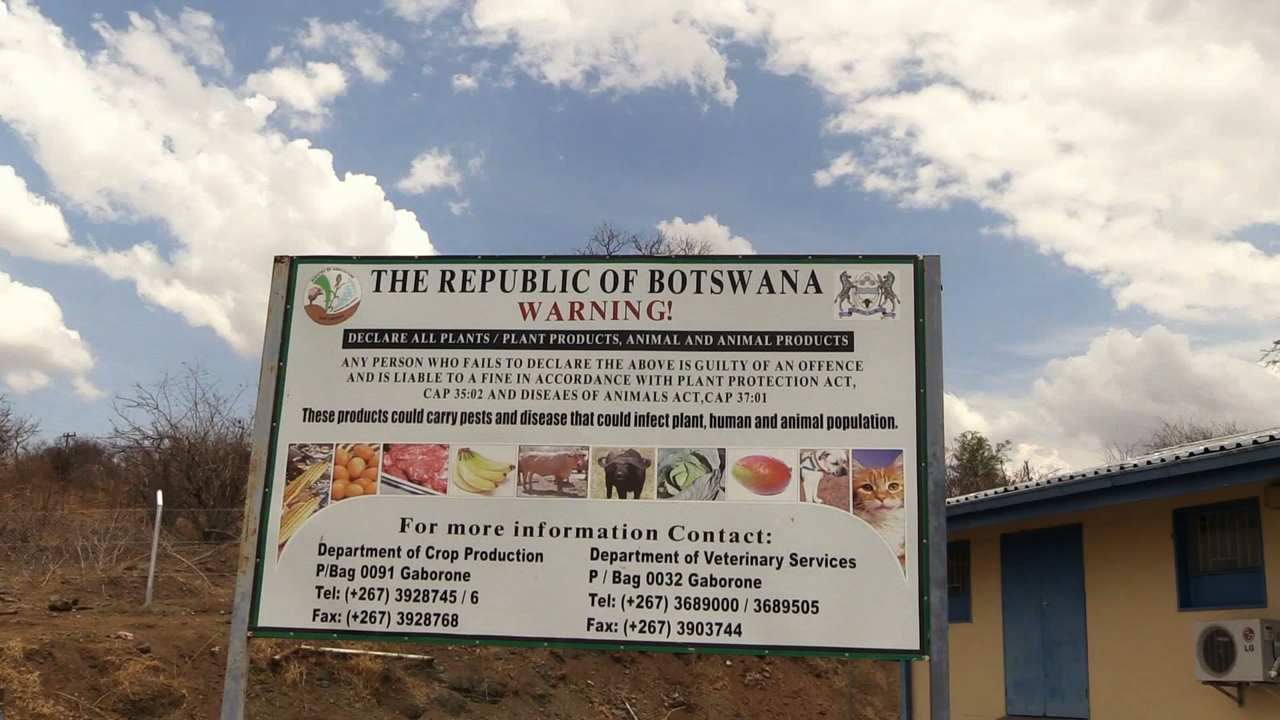 THE REPUBLIC OF BOTSWANA
WARNING!
DECLARE ALL PLANTS / PLANT PRODUCTS, ANIMAL AND ANIMAL PRODUCTS
ANY PERSON WHO FAILS TO DECLARE THE ABOVE IS GUILTY OF AN OFFENCE
AND IS LIABLE TO A FINE IN ACCORDANCE WITH PLANT PROTECTION ACT,
CAP 35:02 AND DISEAES OF ANIMALS ACT,CAP 37:01
These products could carry pests and disease that could infect plant, human and animal population.
For more information Contact:
Department of Crop Production
P/Bag 0091 Gaborone
Tel: (+267) 3928745 / 6
Fax: (+267) 3928768
Department of Veterinary Services
P / Bag 0032 Gaborone
Tel: (+267) 3689000 / 3689505
Fax: (+267) 3903744
LG